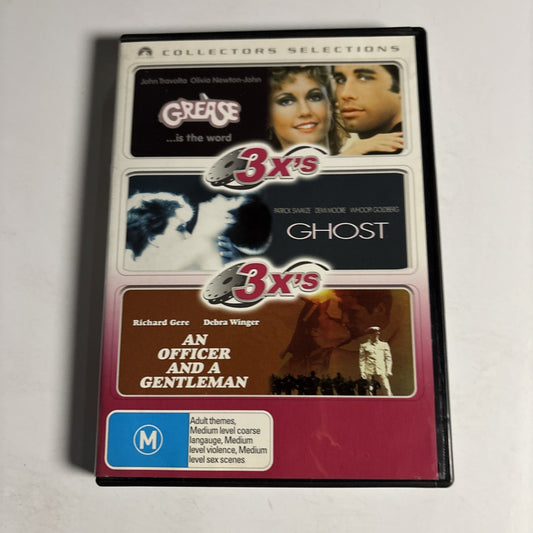 COLLECTORS SELECTIONS
John Travolta Olivia Newton-John
GREASE
...is the word
3X'S
PATRICK SWAYZE DEMI MOORE WHOOPI GOLDBERG
GHOST
3X'S
Richard Gere Debra Winger
AN
OFFICER
AND A
GENTLEMAN
M
Adult themes,
Medium level coarse
langauge, Medium
level violence, Medium
level sex scenes